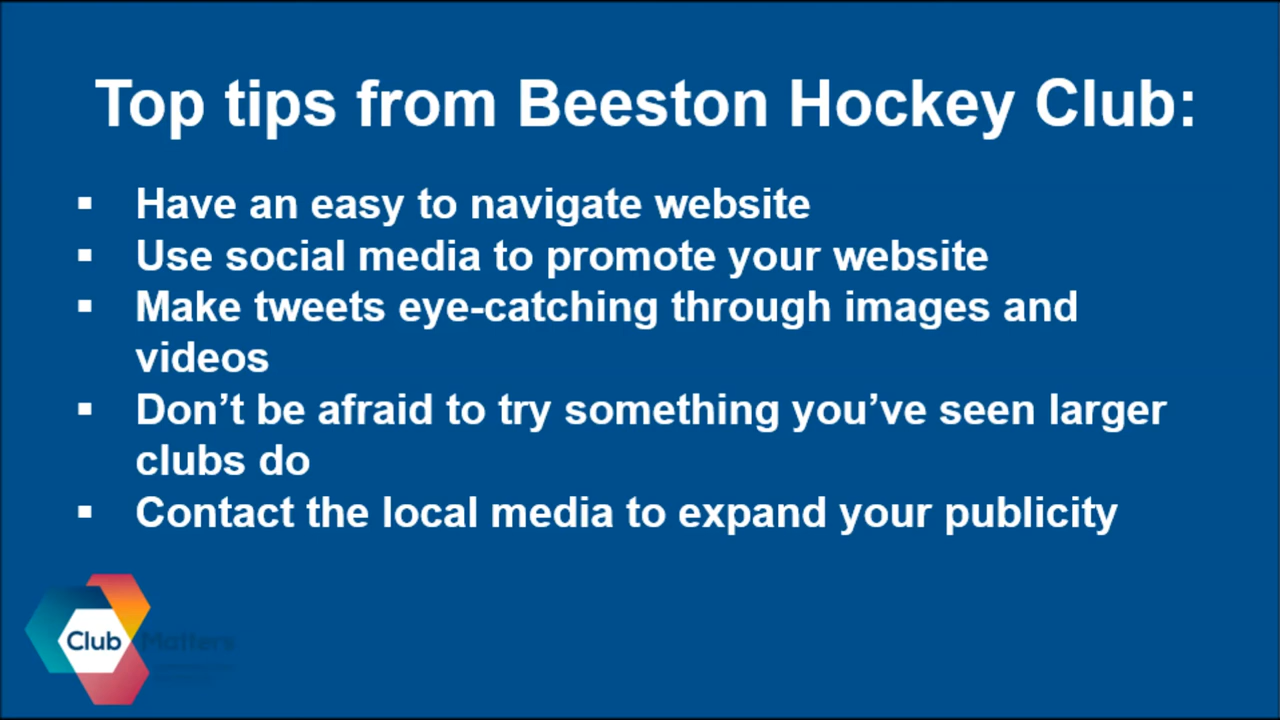 Top tips from Beeston Hockey Club:
▪ Have an easy to navigate website
▪ Use social media to promote your website
▪ Make tweets eye-catching through images and
videos
▪ Don’t be afraid to try something you’ve seen larger
clubs do
▪ Contact the local media to expand your publicity
Club Matters